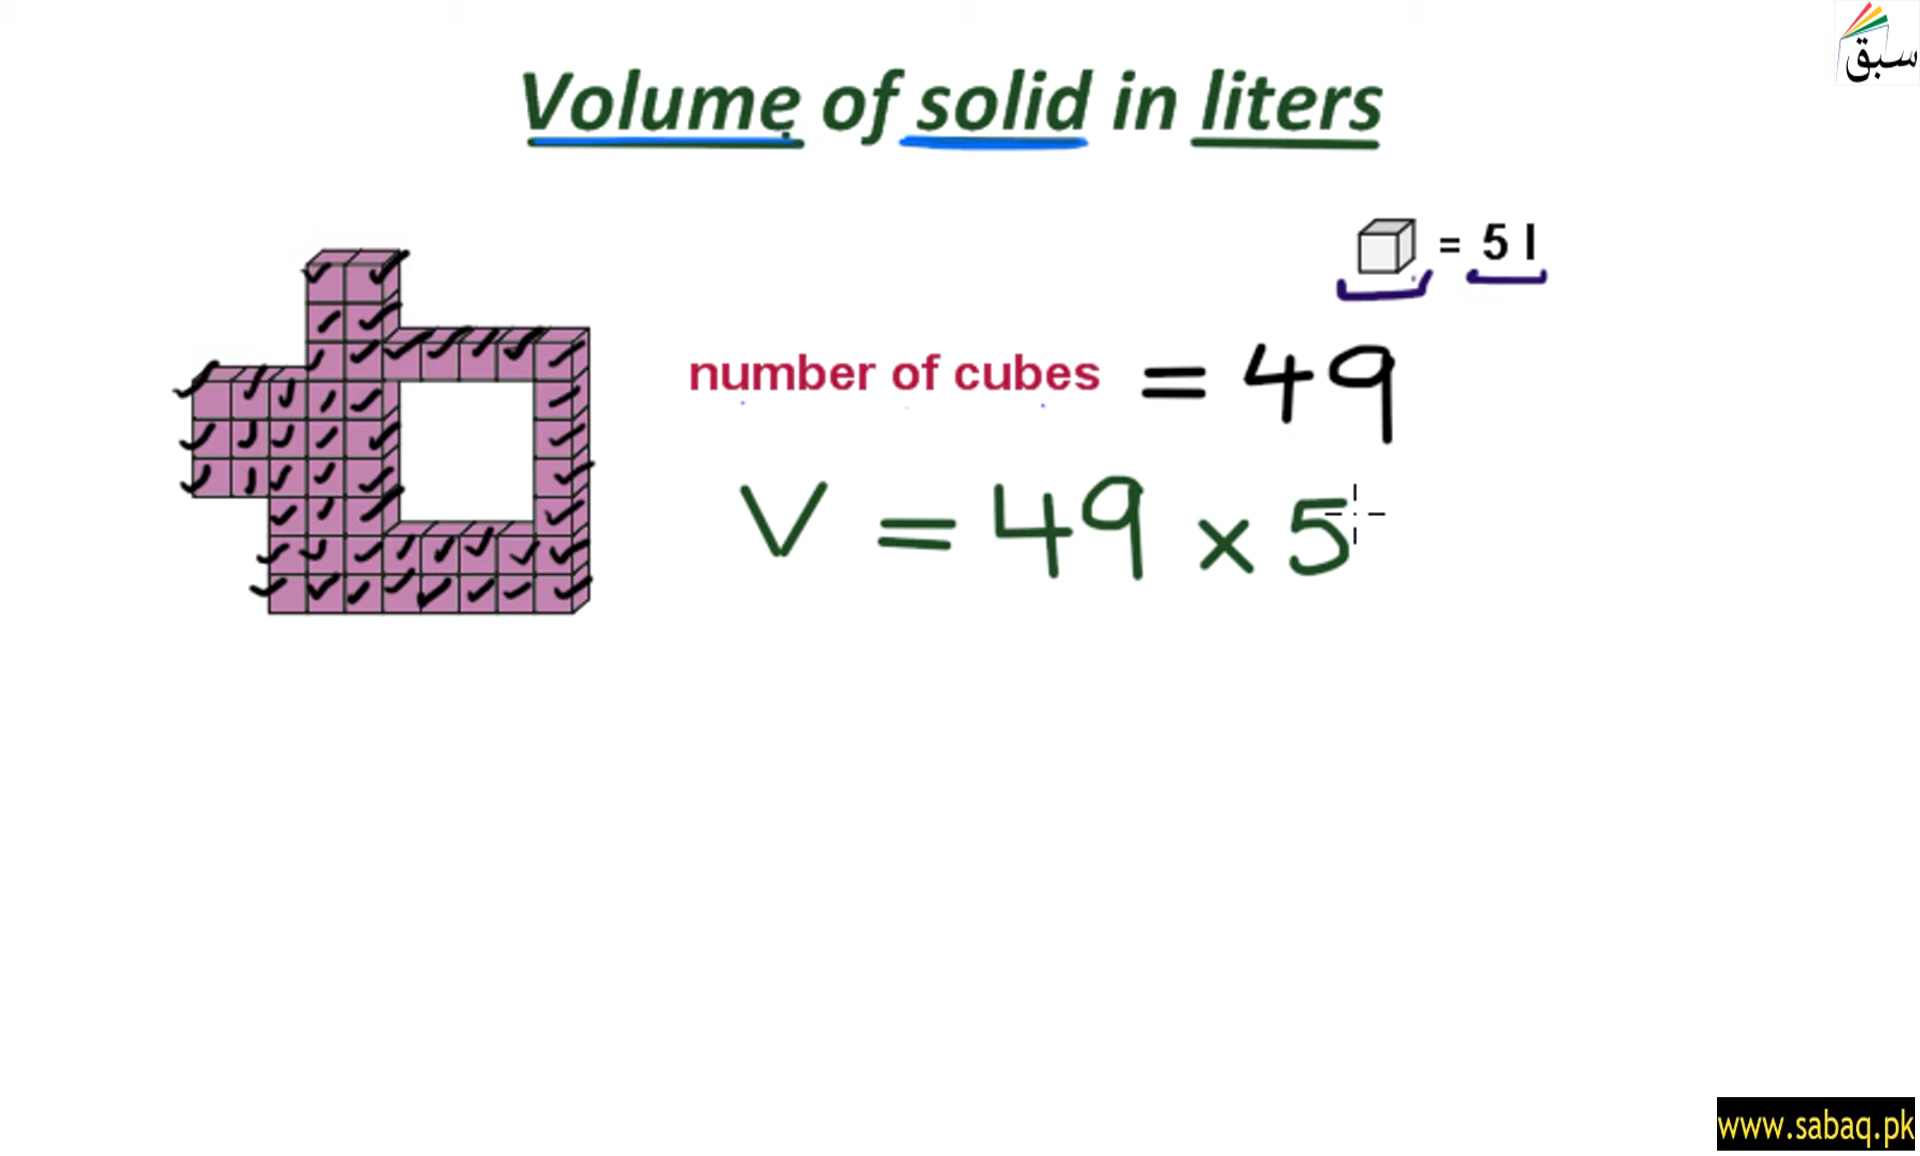 سبق
Volume of solid in liters
= 5 l
number of cubes = 49
V = 49 × 5
www.sabaq.pk